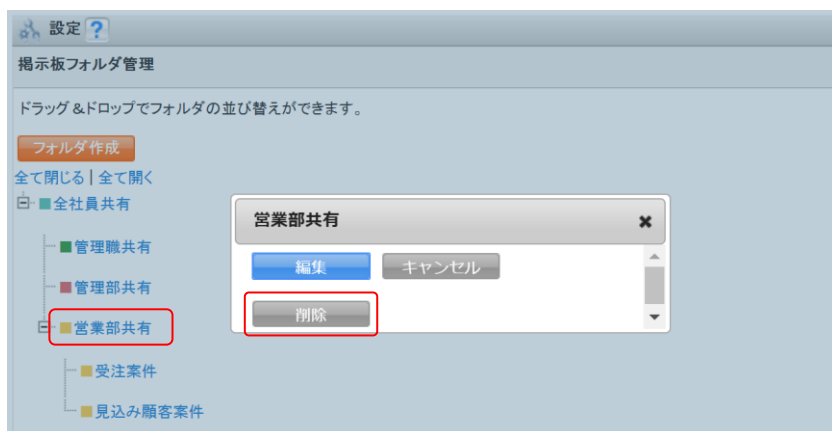 設定 ?
掲示板フォルダ管理
ドラッグ&ドロップでフォルダの並び替えができます。
フォルダ作成
全て閉じる | 全て開く
全社員共有
管理職共有
管理部共有
営業部共有
受注案件
見込み顧客案件
営業部共有
編集 キャンセル
削除